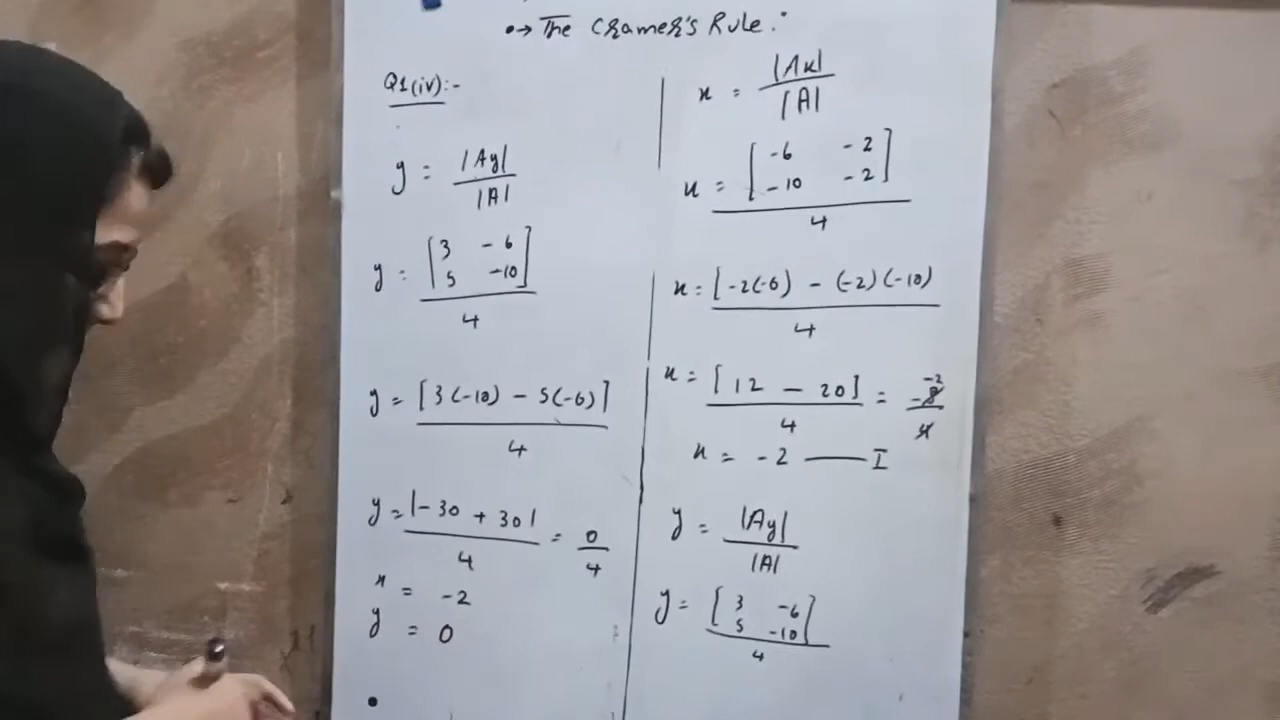 •→ The Cramer's Rule :
Q1(iv):-
y = |Ay| / |A|
y = [3 -6 5 -10] / 4
y = [3(-10) - 5(-6)] / 4
y = |-30 + 30| / 4 = 0 / 4
x = -2
y = 0
x = |Ax| / |A|
x = [-6 -2 -10 -2] / 4
x = [-2(-6) - (-2)(-10) / 4
x = [12 - 20] / 4 = -8 -2 / 4
x = -2 —— I
y = |Ay| / |A|
y = [3 -6 5 -10] / 4